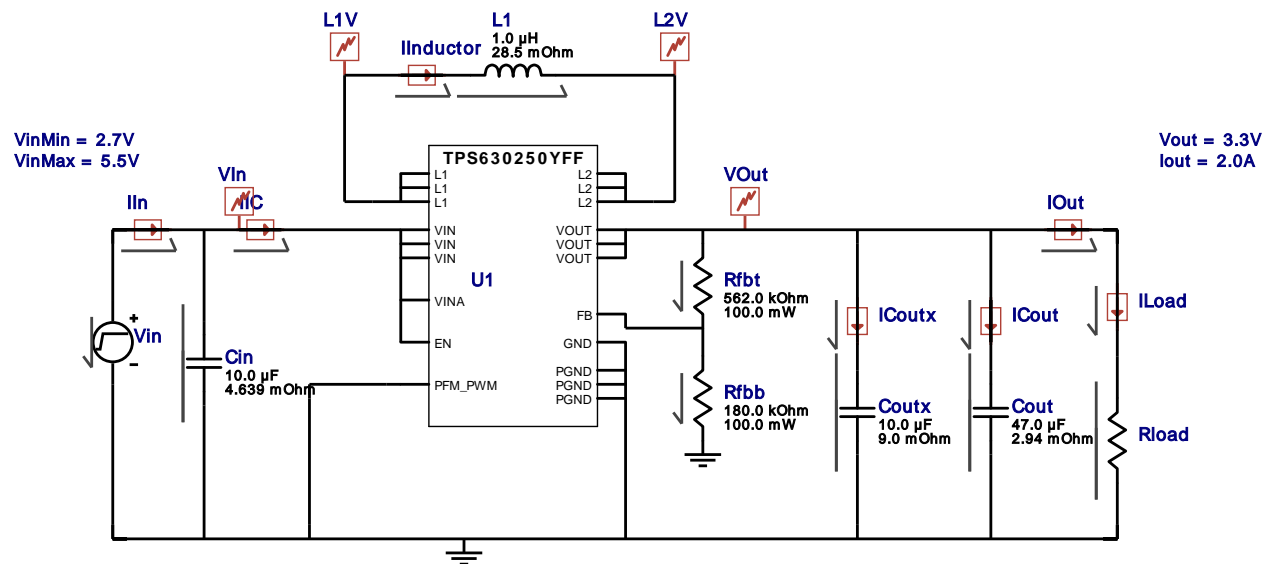 L1V
L1
L2V
1.0 µH
28.5 mOhm
IInductor
VinMin = 2.7V
VinMax = 5.5V
Vout = 3.3V
Iout = 2.0A
TPS630250YFF
L1
L1
L1
L2
L2
L2
VIn
IIC
IIn
VOut
IOut
VIN
VIN
VIN
VOUT
VOUT
VOUT
U1
VINA
FB
EN
GND
PFM_PWM
PGND
PGND
PGND
Rfbt
562.0 kOhm
100.0 mW
ICoutx
ICout
ILoad
+
Vin
-
Cin
10.0 µF
4.639 mOhm
Rfbb
180.0 kOhm
100.0 mW
Coutx
10.0 µF
9.0 mOhm
Cout
47.0 µF
2.94 mOhm
Rload